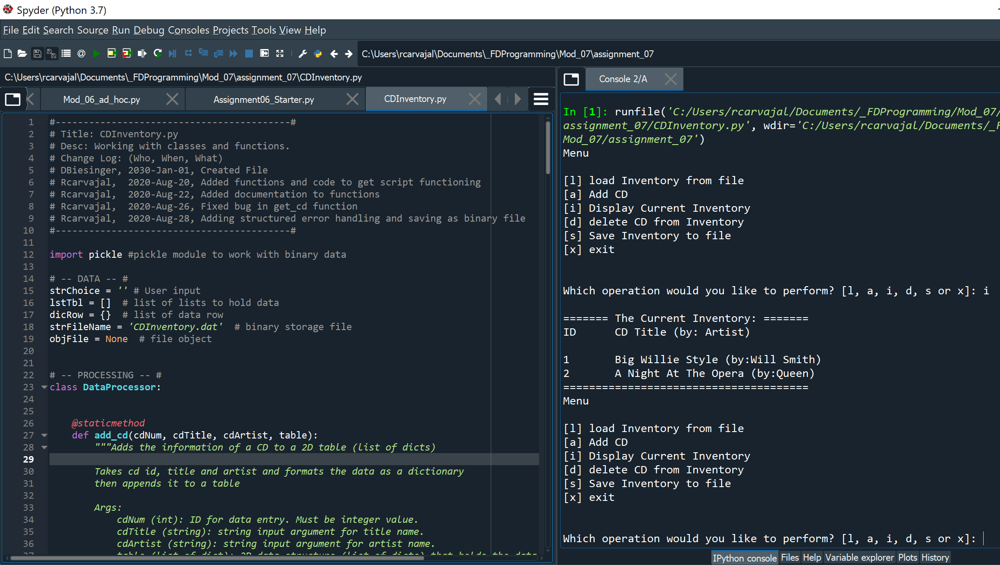 Spyder (Python 3.7)
File Edit Search Source Run Debug Consoles Projects Tools View Help
C:\Users\rcarvajal\Documents\_FDProgramming\Mod_07\assignment_07
C:\Users\rcarvajal\Documents\_FDProgramming\Mod_07\assignment_07\CDInventory.py
Mod_06_ad_hoc.py
Assignment06_Starter.py
CDInventory.py
1 #------------------------------------------#
2 # Title: CDInventory.py
3 # Desc: Working with classes and functions.
4 # Change Log: (Who, When, What)
5 # DBiesinger, 2030-Jan-01, Created File
6 # Rcarvajal,  2020-Aug-20, Added functions and code to get script functioning
7 # Rcarvajal,  2020-Aug-22, Added documentation to functions
8 # Rcarvajal,  2020-Aug-26, Fixed bug in get_cd function
9 # Rcarvajal,  2020-Aug-28, Adding structured error handling and saving as binary file
10 #------------------------------------------#
11
12 import pickle #pickle module to work with binary data
13
14 # -- DATA -- #
15 strChoice = '' # User input
16 lstTbl = []  # list of lists to hold data
17 dicRow = {}  # list of data row
18 strFileName = 'CDInventory.dat'  # binary storage file
19 objFile = None  # file object
20
21
22 # -- PROCESSING -- #
23 class DataProcessor:
24
25
26     @staticmethod
27     def add_cd(cdNum, cdTitle, cdArtist, table):
28         """Adds the information of a CD to a 2D table (list of dicts)
29
30         Takes cd id, title and artist and formats the data as a dictionary
31         then appends it to a table
32
33         Args:
34             cdNum (int): ID for data entry. Must be integer value.
35             cdTitle (string): string input argument for title name.
36             cdArtist (string): string input argument for artist name.
37             table (list of dict): 2D data structure (list of dicts) that holds the data
Console 2/A
In [1]: runfile('C:/Users/rcarvajal/Documents/_FDProgramming/Mod_07/
assignment_07/CDInventory.py', wdir='C:/Users/rcarvajal/Documents/_F
Mod_07/assignment_07')
Menu
[l] load Inventory from file
[a] Add CD
[i] Display Current Inventory
[d] delete CD from Inventory
[s] Save Inventory to file
[x] exit
Which operation would you like to perform? [l, a, i, d, s or x]: i
======= The Current Inventory: =======
ID      CD Title (by: Artist)
1       Big Willie Style (by:Will Smith)
2       A Night At The Opera (by:Queen)
======================================
Menu
[l] load Inventory from file
[a] Add CD
[i] Display Current Inventory
[d] delete CD from Inventory
[s] Save Inventory to file
[x] exit
Which operation would you like to perform? [l, a, i, d, s or x]:
IPython console Files Help Variable explorer Plots History